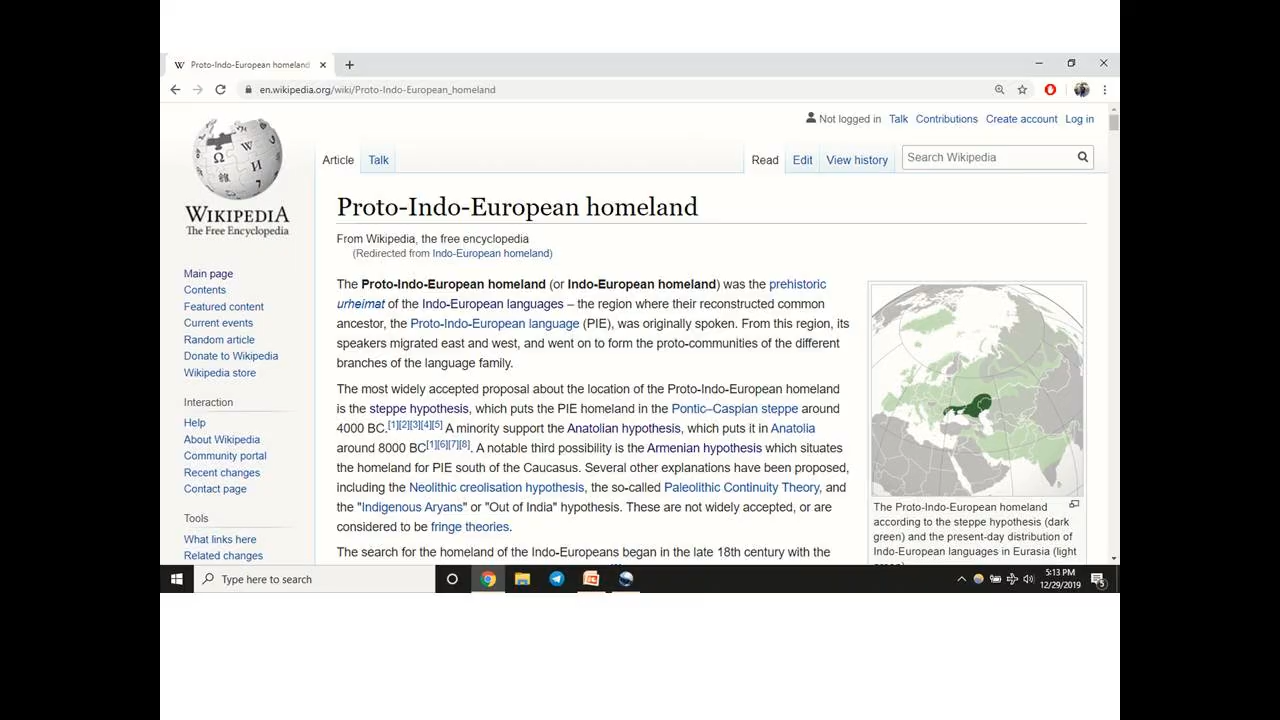 Proto-Indo-European homeland
en.wikipedia.org/wiki/Proto-Indo-European_homeland
Not logged in Talk Contributions Create account Log in
Article Talk Read Edit View history Search Wikipedia
WIKIPEDIA
The Free Encyclopedia
Main page
Contents
Featured content
Current events
Random article
Donate to Wikipedia
Wikipedia store
Interaction
Help
About Wikipedia
Community portal
Recent changes
Contact page
Tools
What links here
Related changes
Proto-Indo-European homeland
From Wikipedia, the free encyclopedia
(Redirected from Indo-European homeland)
The Proto-Indo-European homeland (or Indo-European homeland) was the prehistoric
urheimat of the Indo-European languages – the region where their reconstructed common
ancestor, the Proto-Indo-European language (PIE), was originally spoken. From this region, its
speakers migrated east and west, and went on to form the proto-communities of the different
branches of the language family.
The most widely accepted proposal about the location of the Proto-Indo-European homeland
is the steppe hypothesis, which puts the PIE homeland in the Pontic–Caspian steppe around
4000 BC.[1][2][3][4][5] A minority support the Anatolian hypothesis, which puts it in Anatolia
around 8000 BC[1][6][7][8]. A notable third possibility is the Armenian hypothesis which situates
the homeland for PIE south of the Caucasus. Several other explanations have been proposed,
including the Neolithic creolisation hypothesis, the so-called Paleolithic Continuity Theory, and
the "Indigenous Aryans" or "Out of India" hypothesis. These are not widely accepted, or are
considered to be fringe theories.
The search for the homeland of the Indo-Europeans began in the late 18th century with the
The Proto-Indo-European homeland
according to the steppe hypothesis (dark
green) and the present-day distribution of
Indo-European languages in Eurasia (light
Type here to search
5:13 PM
12/29/2019